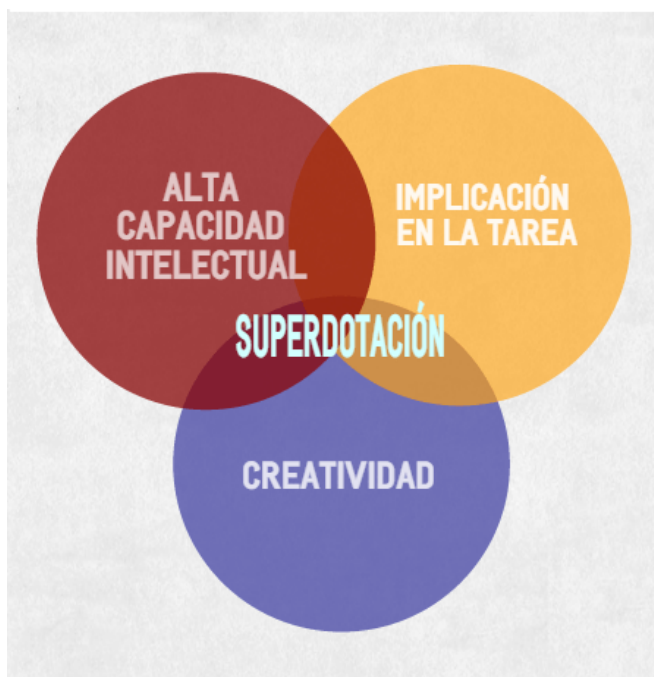 ALTA
CAPACIDAD
INTELECTUAL
IMPLICACIÓN
EN LA TAREA
SUPERDOTACIÓN
CREATIVIDAD